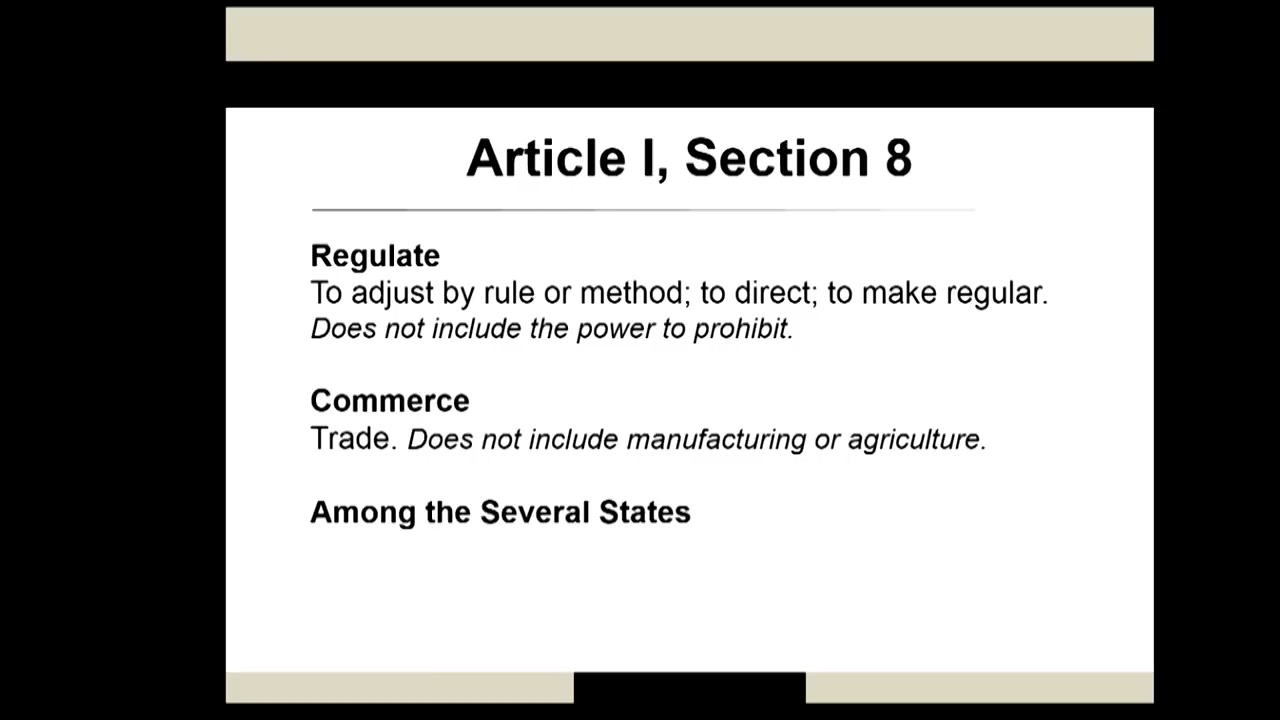 Article I, Section 8
Regulate
To adjust by rule or method; to direct; to make regular.
Does not include the power to prohibit.
Commerce
Trade. Does not include manufacturing or agriculture.
Among the Several States